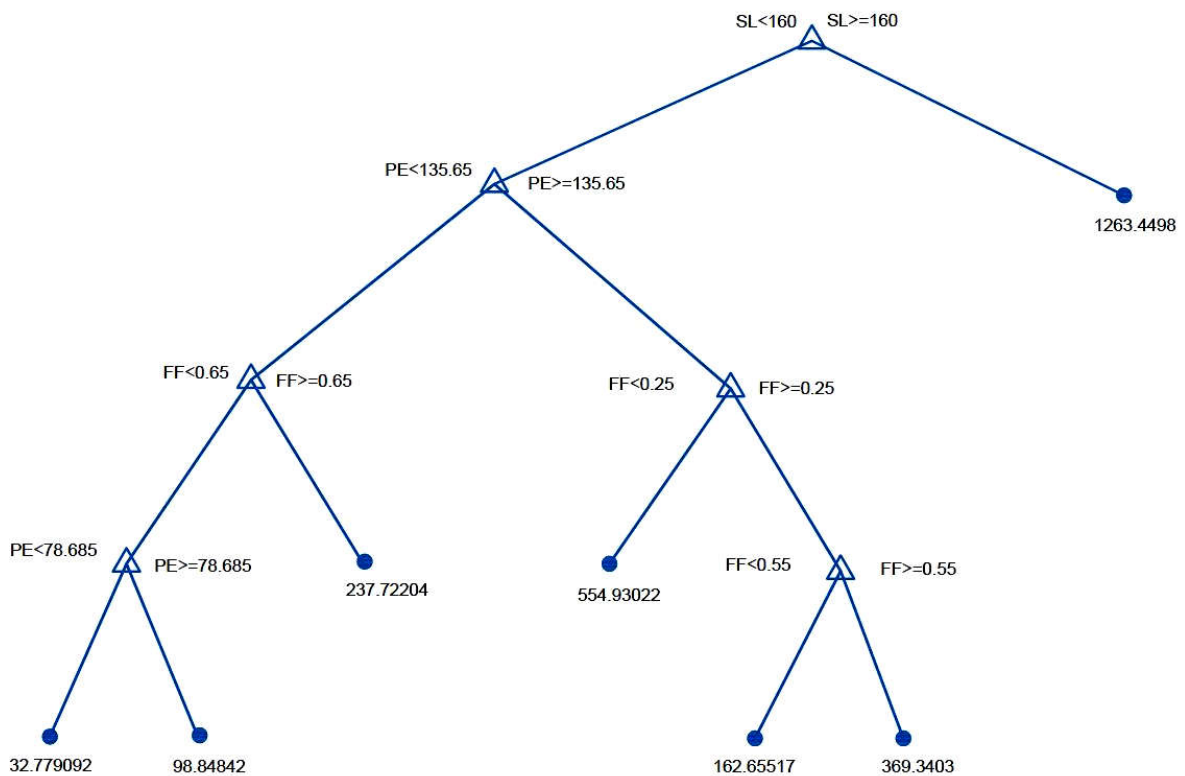 SL<160 SL>=160
PE<135.65 PE>=135.65
1263.4498
FF<0.65 FF>=0.65 FF<0.25 FF>=0.25
PE<78.685 PE>=78.685 FF<0.55 FF>=0.55
237.72204 554.93022
32.779092 98.84842 162.65517 369.3403